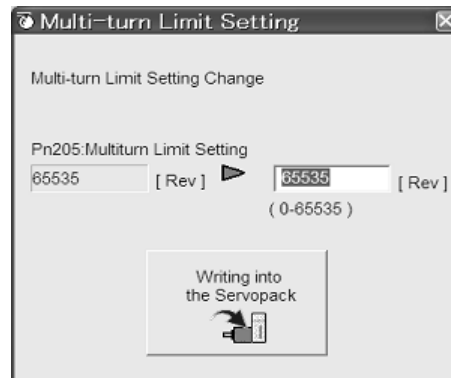 Multi-turn Limit Setting
Multi-turn Limit Setting Change
Pn205:Multiturn Limit Setting
65535 [ Rev ] 65535 [ Rev ]
( 0-65535 )
Writing into
the Servopack